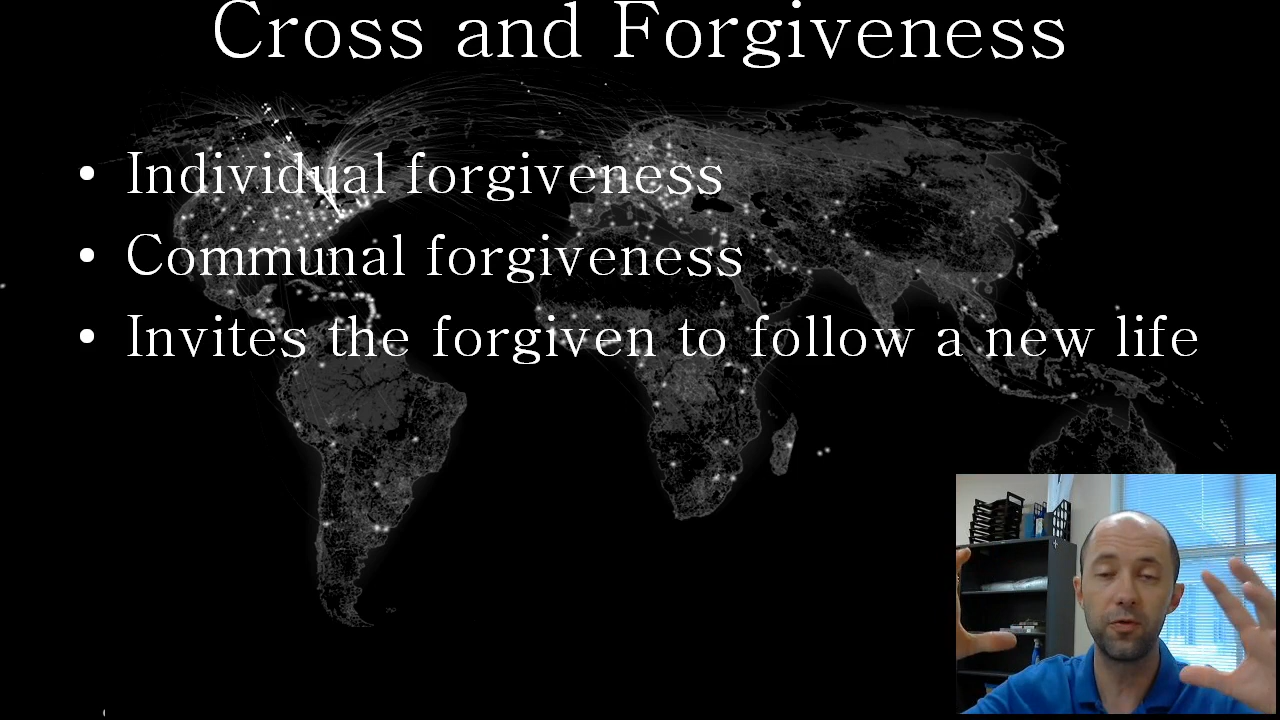 Cross and Forgiveness
• Individual forgiveness
• Communal forgiveness
• Invites the forgiven to follow a new life